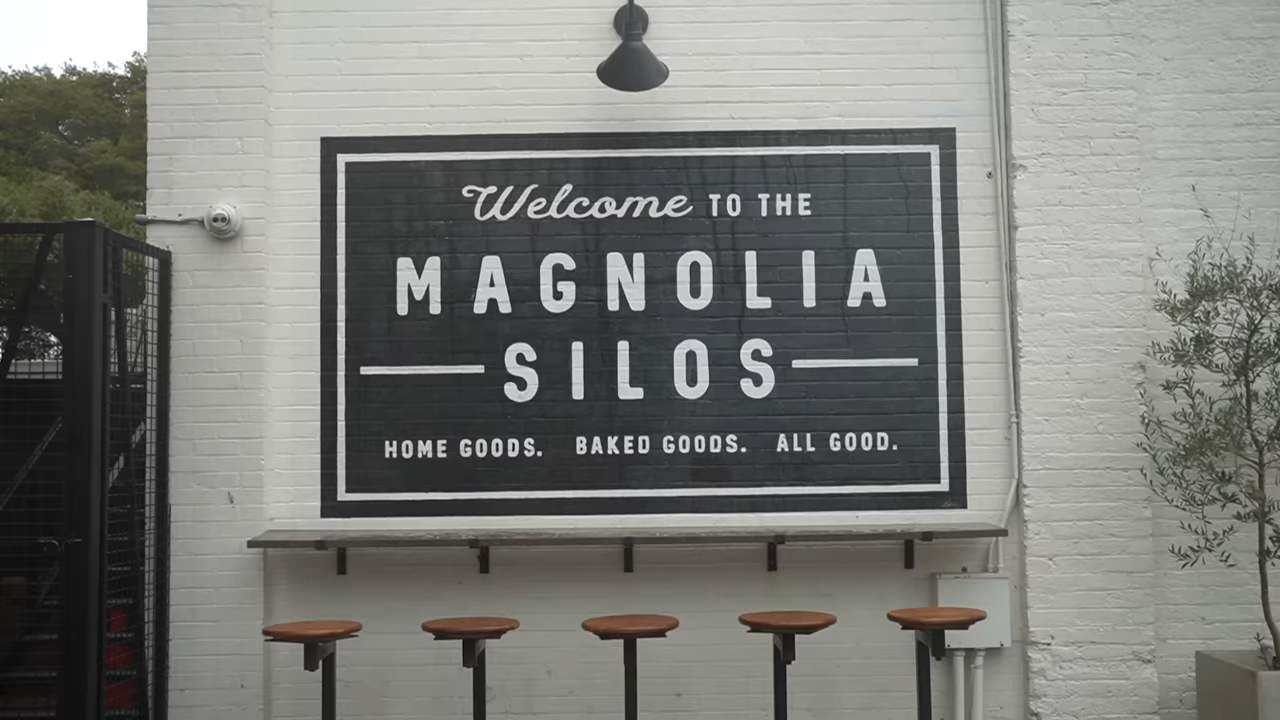 Welcome TO THE
MAGNOLIA
SILOS
HOME GOODS. BAKED GOODS. ALL GOOD.